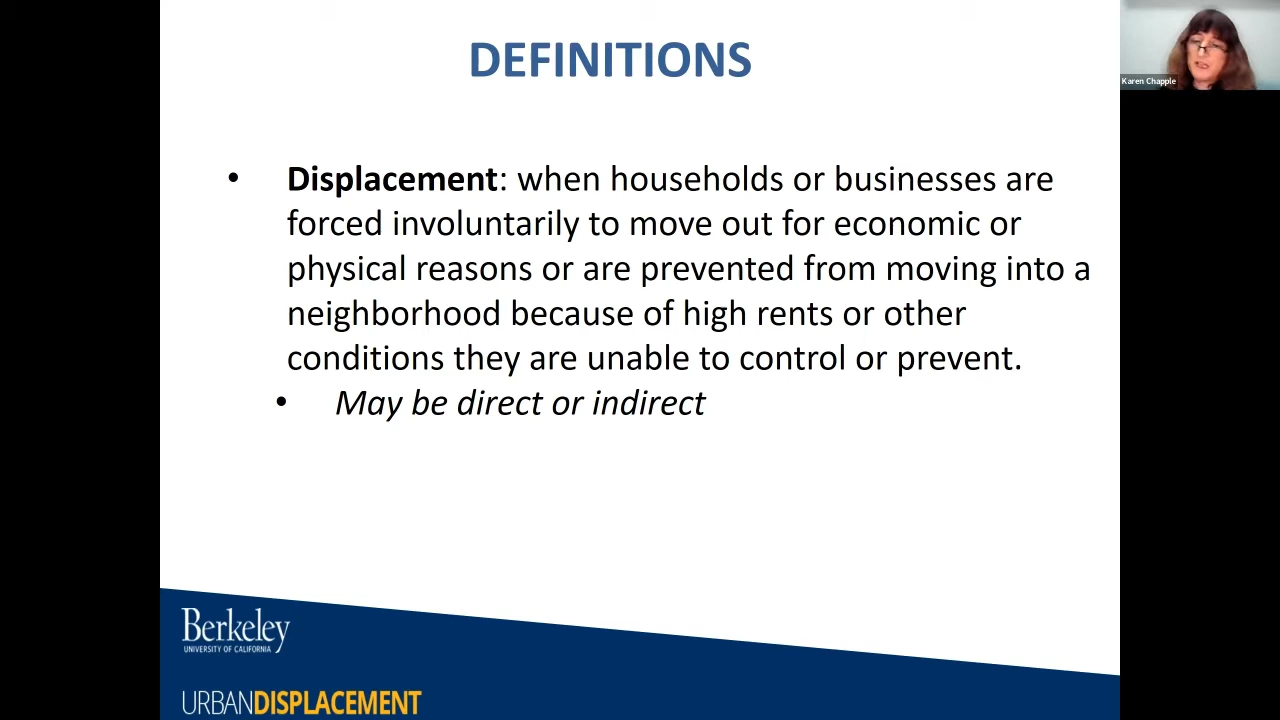 DEFINITIONS
Karen Chapple
• Displacement: when households or businesses are
forced involuntarily to move out for economic or
physical reasons or are prevented from moving into a
neighborhood because of high rents or other
conditions they are unable to control or prevent.
• May be direct or indirect
Berkeley
UNIVERSITY OF CALIFORNIA
URBANDISPLACEMENT